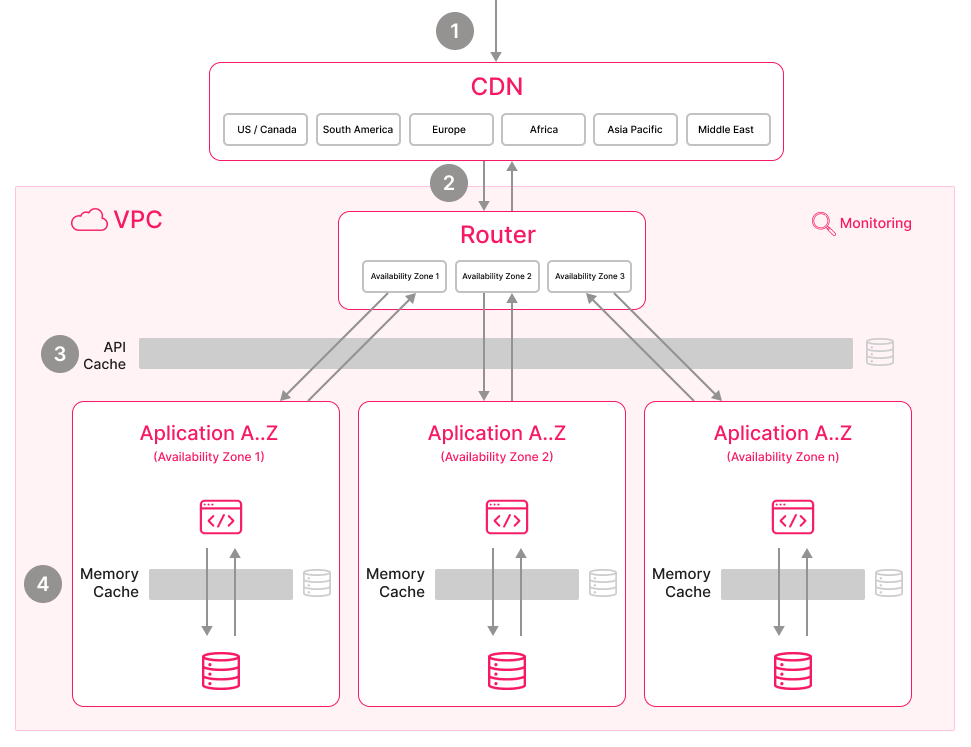 1
CDN
US / Canada
South America
Europe
Africa
Asia Pacific
Middle East
2
VPC
Monitoring
Router
Availability Zone 1
Availability Zone 2
Availability Zone 3
3
API
Cache
Aplication A..Z
(Availability Zone 1)
Aplication A..Z
(Availability Zone 2)
Aplication A..Z
(Availability Zone n)
</>
</>
</>
4
Memory
Cache
Memory
Cache
Memory
Cache